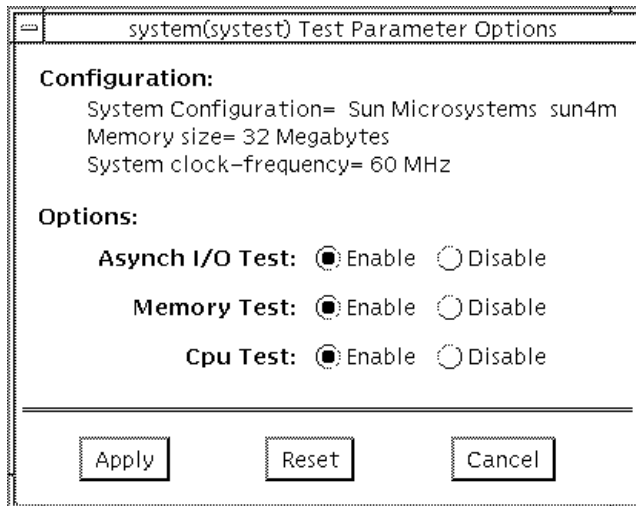 system(systest) Test Parameter Options
Configuration:
System Configuration=  Sun Microsystems  sun4m
Memory size= 32 Megabytes
System clock-frequency= 60 MHz
Options:
Asynch I/O Test: Enable Disable
Memory Test: Enable Disable
Cpu Test: Enable Disable
Apply Reset Cancel